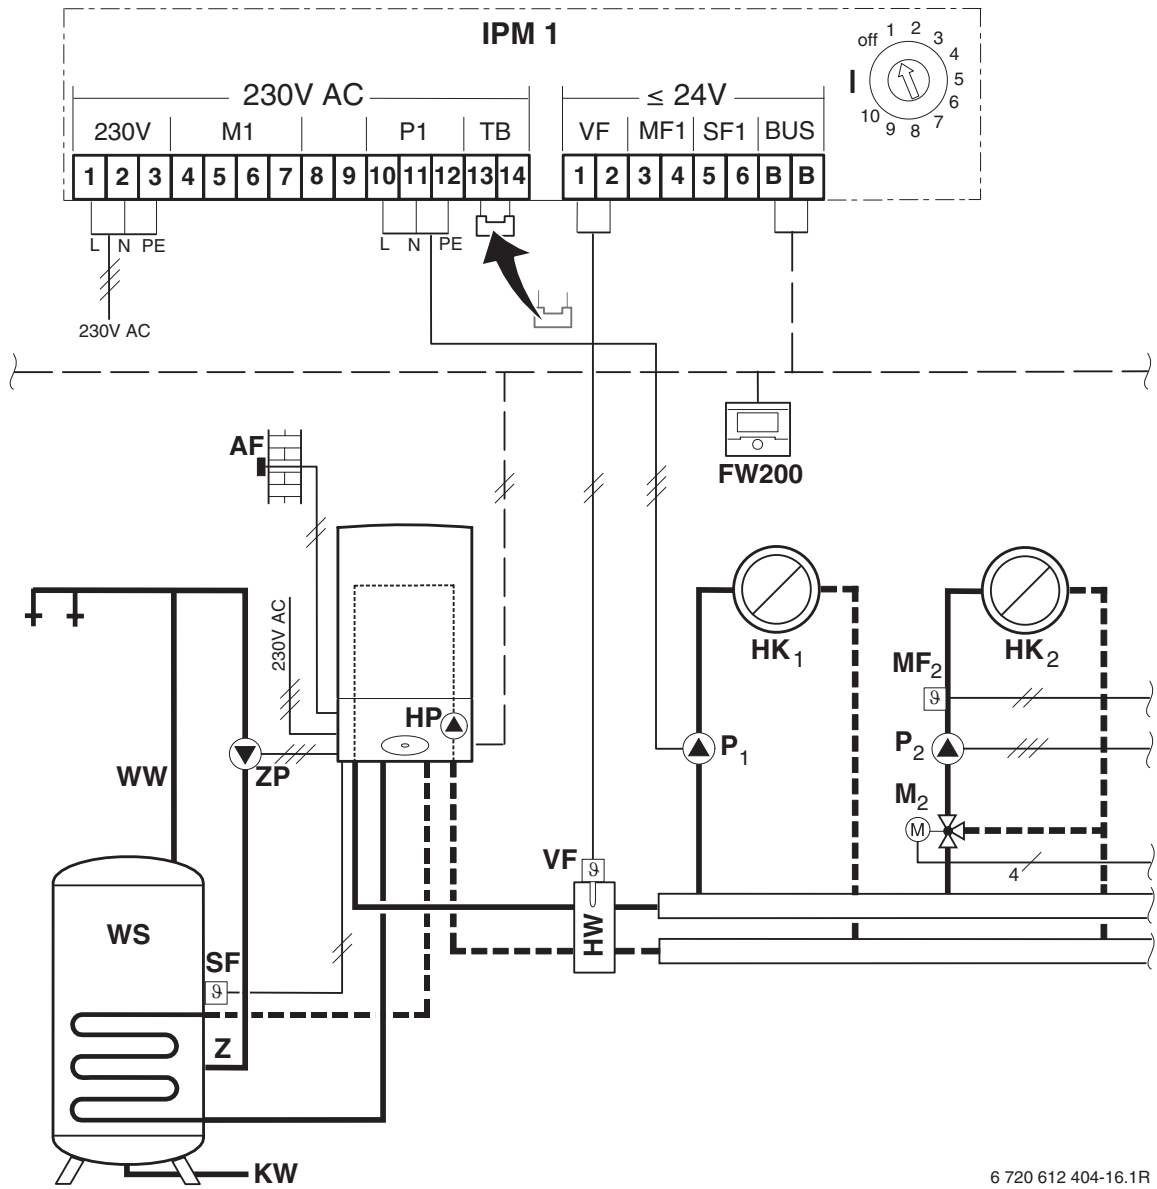 IPM 1
off 1 2 3 4 5 6 7 8 9 10
I
230V AC
≤ 24V
230V M1 P1 TB
VF MF1 SF1 BUS
1 2 3 4 5 6 7 8 9 10 11 12 13 14
1 2 3 4 5 6 B B
L N PE
L N PE
230V AC
AF
FW200
230V AC
HK1
HK2
MF2
ϑ
HP
P1
P2
ZP
WW
M2
M
4
VF
ϑ
HW
WS
SF
ϑ
Z
KW
6 720 612 404-16.1R